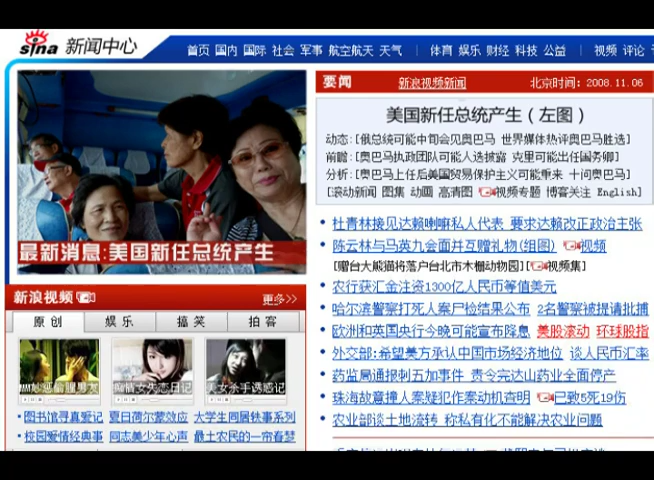 sina 新闻中心
首页 国内 国际 社会 军事 航空航天 天气 | 体育 娱乐 财经 科技 公益 | 视频 评论
最新消息:美国新任总统产生
新浪视频 更多>>
原创 娱乐 搞笑 拍客
痴情女失恋日记 美女杀手诱惑记
图书馆寻真爱记 夏日荷尔蒙效应 大学生同居轶事系列
校园爱情经典事 同志美少年心声 最土农民的一帘春梦
要闻 新浪视频新闻 北京时间: 2008.11.06
美国新任总统产生(左图)
动态:[俄总统可能中旬会见奥巴马 世界媒体热评奥巴马胜选]
前瞻:[奥巴马执政团队可能人选披露 克里可能出任国务卿]
分析:[奥巴马上任后美国贸易保护主义可能重来 十问奥巴马]
[滚动新闻 图集 动画 高清图 视频专题 博客关注 English]
杜青林接见达赖喇嘛私人代表 要求达赖改正政治主张
陈云林与马英九会面并互赠礼物(组图) 视频
[赠台大熊猫将落户台北市木栅动物园][视频集]
农行获汇金注资1300亿人民币等值美元
哈尔滨警察打死人案尸检结果公布 2名警察被提请批捕
欧洲和英国央行今晚可能宣布降息 美股滚动 环球股指
外交部:希望美方承认中国市场经济地位 谈人民币汇率
药监局通报刺五加事件 责令完达山药业全面停产
珠海故意撞人案疑犯作案动机查明 已致5死19伤
农业部谈土地流转 称私有化不能解决农业问题